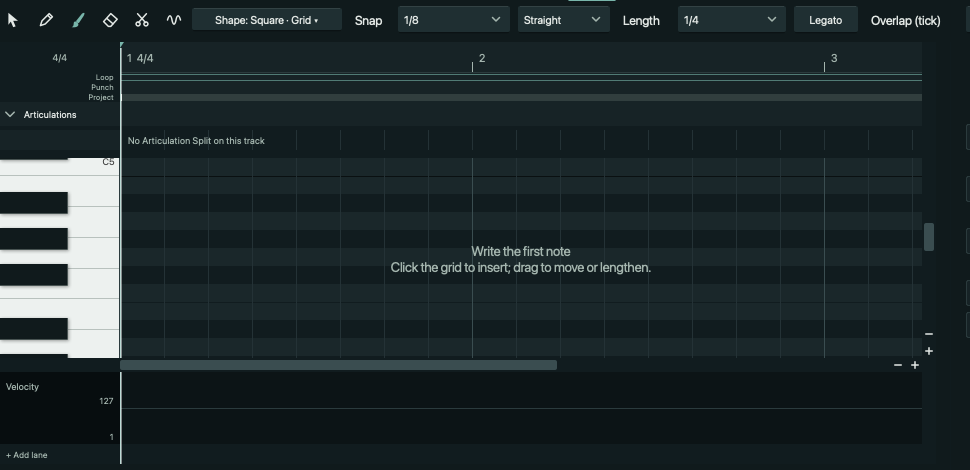 Shape: Square · Grid Snap 1/8 Straight Length 1/4 Legato Overlap (tick)
4/4 1 4/4 2 3
Loop
Punch
Project
Articulations
No Articulation Split on this track
C5
Write the first note
Click the grid to insert; drag to move or lengthen.
Velocity
127
1
+ Add lane